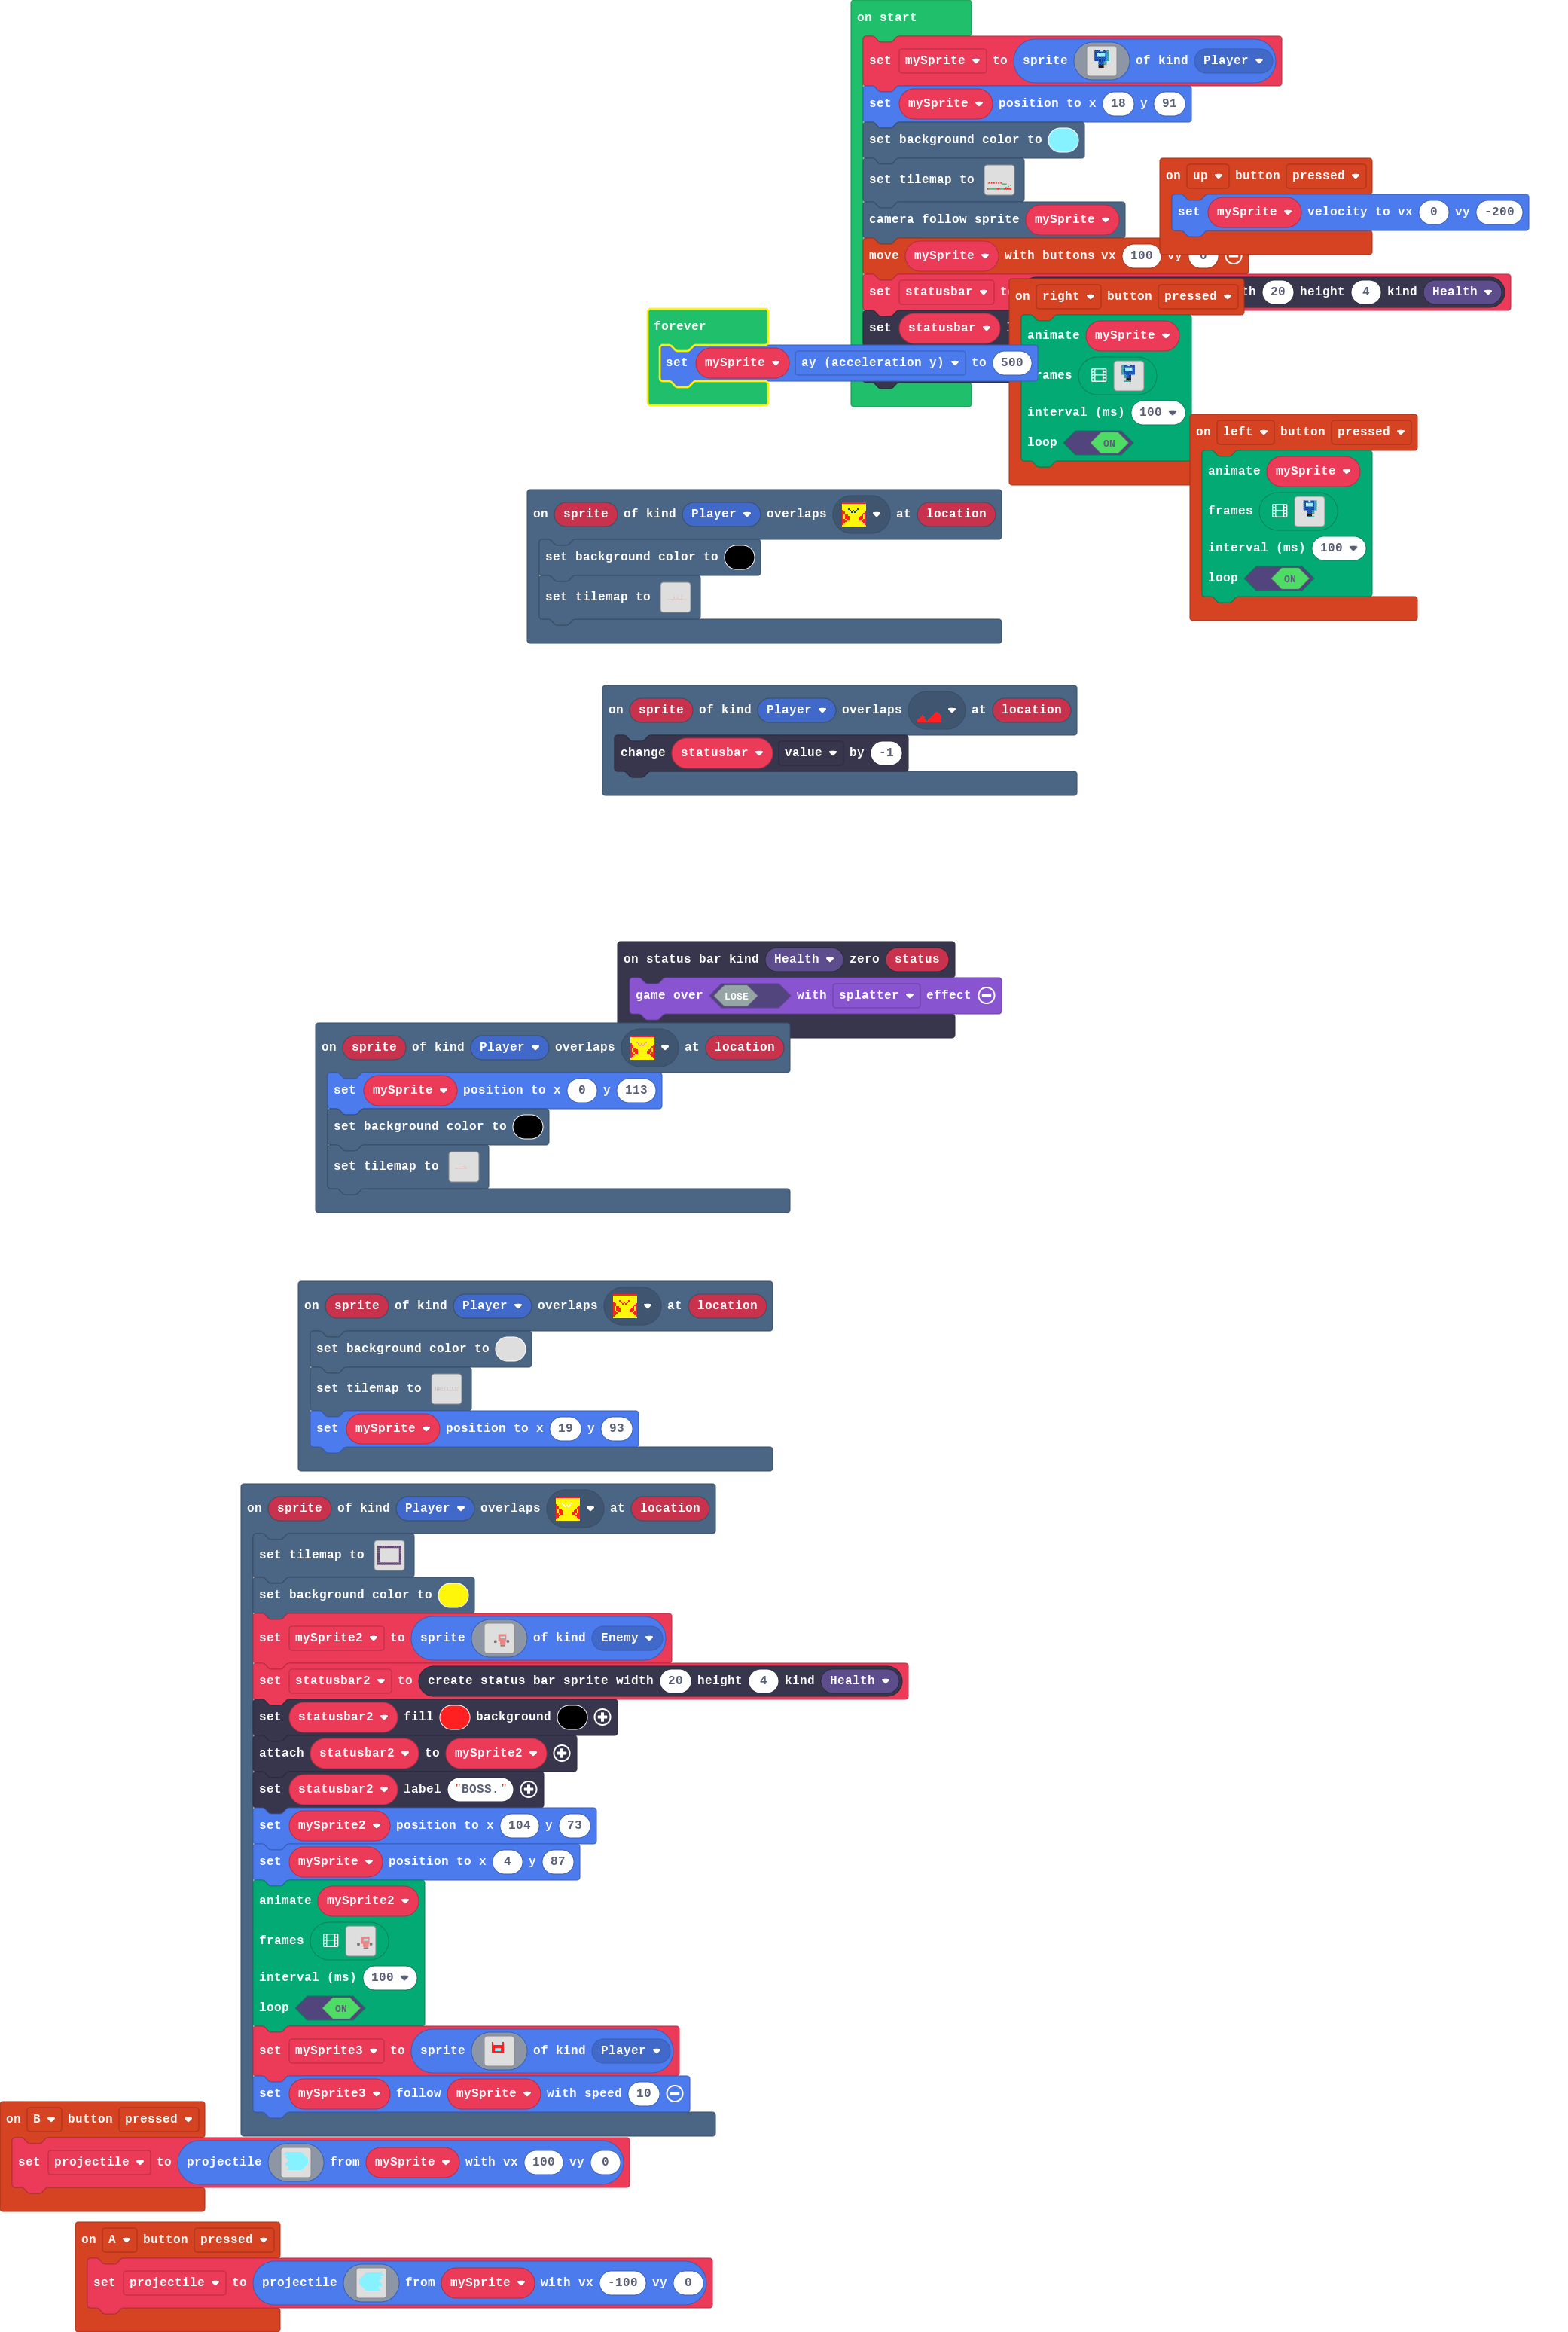 on start
set mySprite to sprite of kind Player
set mySprite position to x 18 y 91
set background color to
set tilemap to
camera follow sprite mySprite
move mySprite with buttons vx 100
set statusbar 20 height 4 kind Health
set statusbar
on up button pressed
set mySprite velocity to vx 0 vy -200
forever
set mySprite ay (acceleration y) to 500
on right button pressed
animate mySprite
frames
interval (ms) 100
loop ON
on left button pressed
animate mySprite
frames
interval (ms) 100
loop ON
on sprite of kind Player overlaps at location
set background color to
set tilemap to
on sprite of kind Player overlaps at location
change statusbar value by -1
on status bar kind Health zero status
game over LOSE with splatter effect
on sprite of kind Player overlaps at location
set mySprite position to x 0 y 113
set background color to
set tilemap to
on sprite of kind Player overlaps at location
set background color to
set tilemap to
set mySprite position to x 19 y 93
on sprite of kind Player overlaps at location
set tilemap to
set background color to
set mySprite2 to sprite of kind Enemy
set statusbar2 to create status bar sprite width 20 height 4 kind Health
set statusbar2 fill background
attach statusbar2 to mySprite2
set statusbar2 label "BOSS."
set mySprite2 position to x 104 y 73
set mySprite position to x 4 y 87
animate mySprite2
frames
interval (ms) 100
loop ON
set mySprite3 to sprite of kind Player
set mySprite3 follow mySprite with speed 10
on B button pressed
set projectile to projectile from mySprite with vx 100 vy 0
on A button pressed
set projectile to projectile from mySprite with vx -100 vy 0